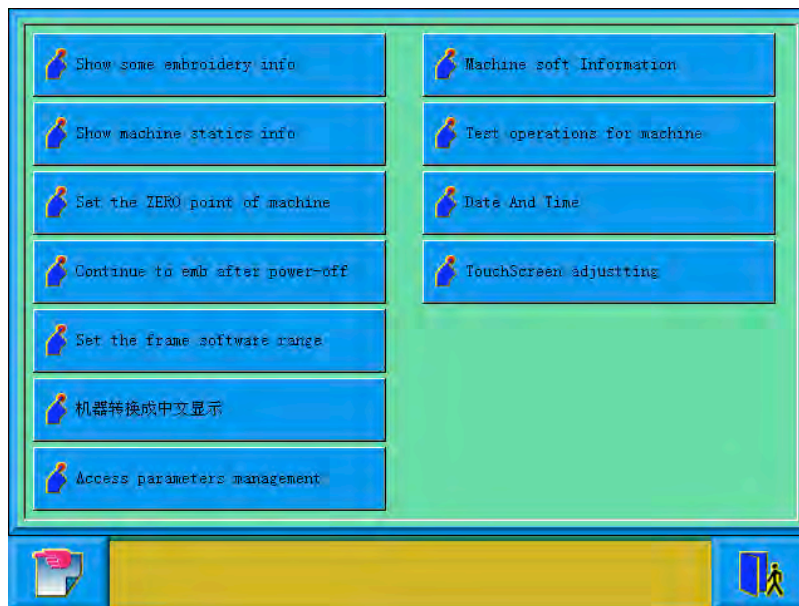 Show some embroidery info
Show machine statics info
Set the ZERO point of machine
Continue to emb after power-off
Set the frame software range
机器转换成中文显示
Access parameters management
Machine soft Information
Test operations for machine
Date And Time
TouchScreen adjustting